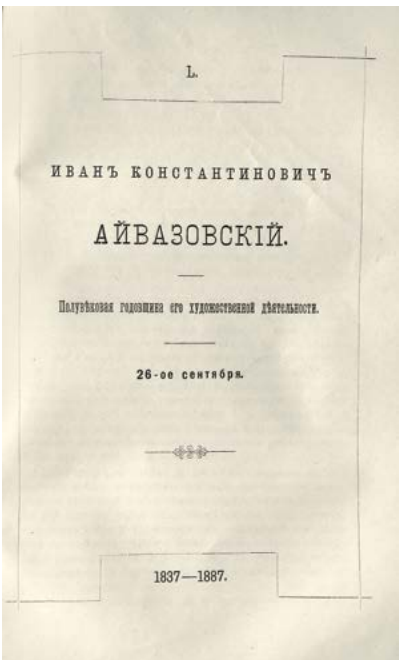 L.
ИВАНЪ КОНСТАНТИНОВИЧЪ
АЙВАЗОВСКІЙ.
Полувѣковая годовщина его художественной дѣятельности.
26-ое сентября.
1837—1887.